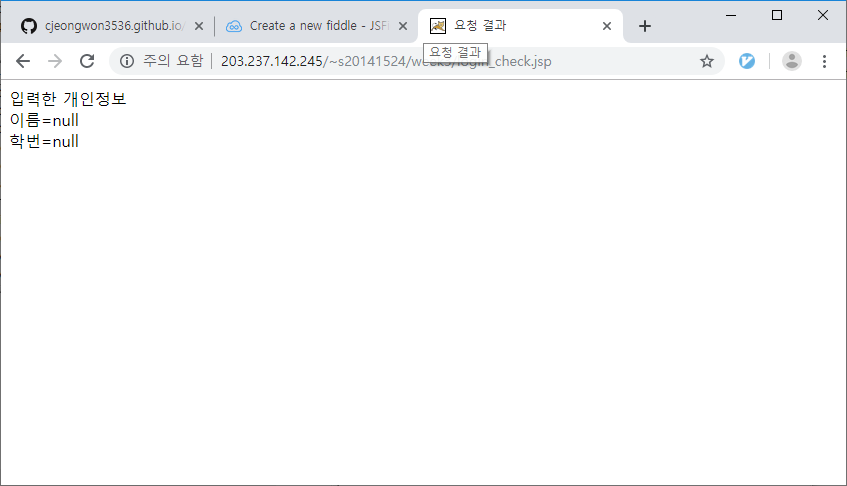 cjeongwon3536.github.io/
Create a new fiddle - JSFi
요청 결과
주의 요함
203.237.142.245/~s20141524/week5/login_check.jsp
요청 결과
입력한 개인정보
이름=null
학번=null